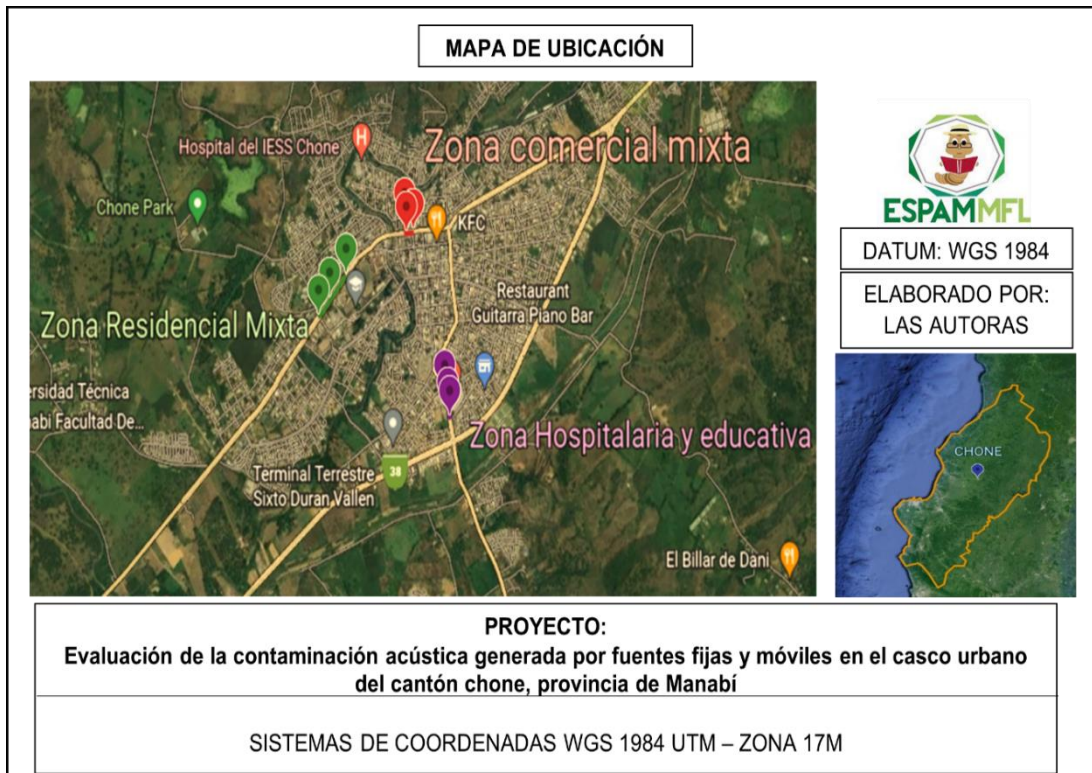 MAPA DE UBICACIÓN
Hospital del IESS Chone
H
Zona comercial mixta
Chone Park
KFC
Restaurant
Guitarra Piano Bar
Zona Residencial Mixta
ersidad Técnica
abi Facultad De...
Zona Hospitalaria y educativa
38
Terminal Terrestre
Sixto Duran Vallen
El Billar de Dani
ESPAMMFL
DATUM: WGS 1984
ELABORADO POR:
LAS AUTORAS
CHONE
PROYECTO:
Evaluación de la contaminación acústica generada por fuentes fijas y móviles en el casco urbano
del cantón chone, provincia de Manabí
SISTEMAS DE COORDENADAS WGS 1984 UTM – ZONA 17M